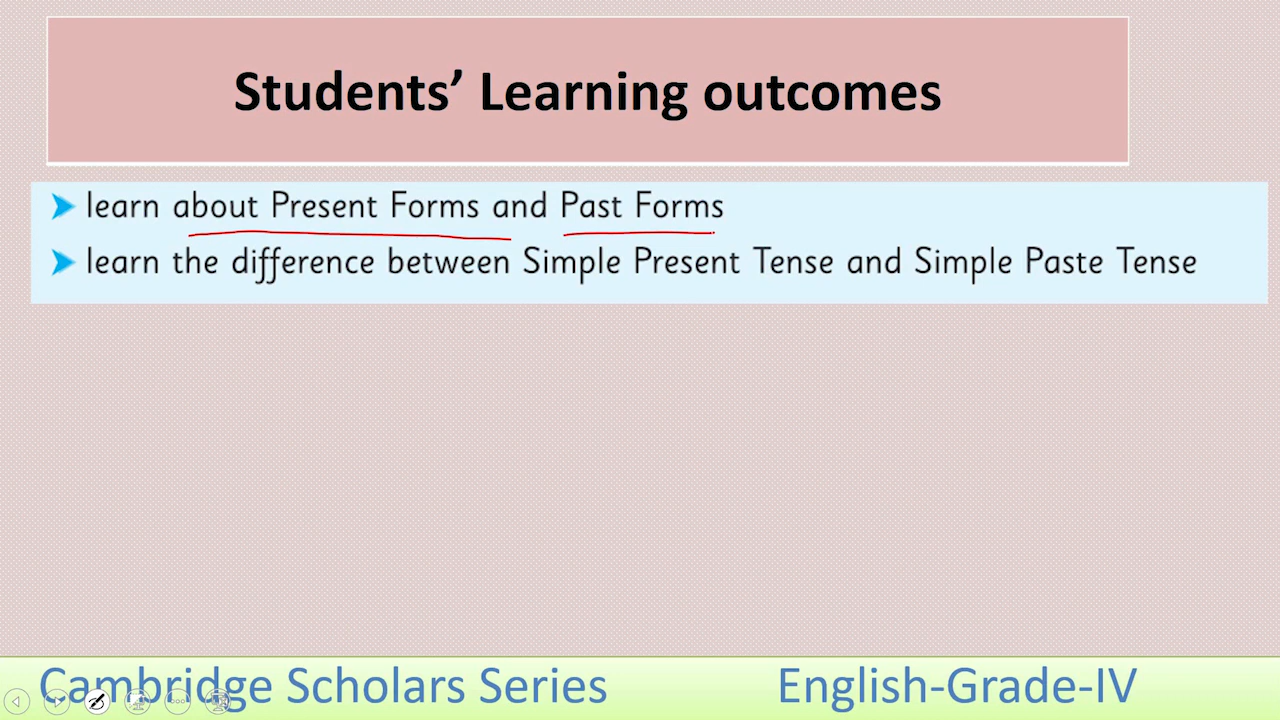 Students’ Learning outcomes
learn about Present Forms and Past Forms
learn the difference between Simple Present Tense and Simple Paste Tense
Cambridge Scholars Series English-Grade-IV